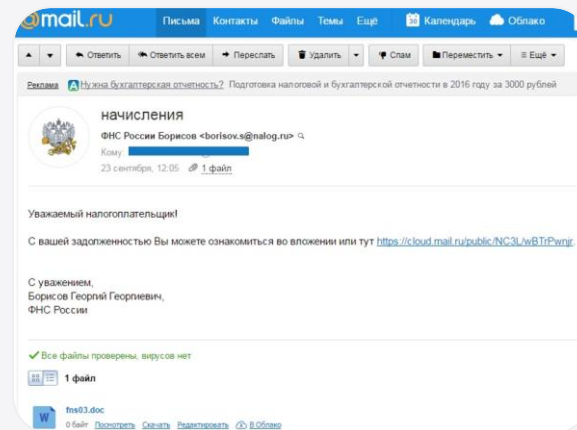 @mail.ru Письма Контакты Файлы Темы Ещё 30 Календарь Облако
Ответить Ответить всем Переслать Удалить Спам Переместить Ещё
Реклама Нужна бухгалтерская отчетность? Подготовка налоговой и бухгалтерской отчетности в 2016 году за 3000 рублей
начисления
ФНС России Борисов <borisov.s@nalog.ru>
Кому:
23 сентября, 12:05 1 файл
Уважаемый налогоплательщик!
С вашей задолженностью Вы можете ознакомиться во вложении или тут https://cloud.mail.ru/public/NC3L/wBTrPwnjr.
С уважением,
Борисов Георгий Георгиевич,
ФНС России
Все файлы проверены, вирусов нет
1 файл
W fns03.doc
0 байт Посмотреть Скачать Редактировать В Облако